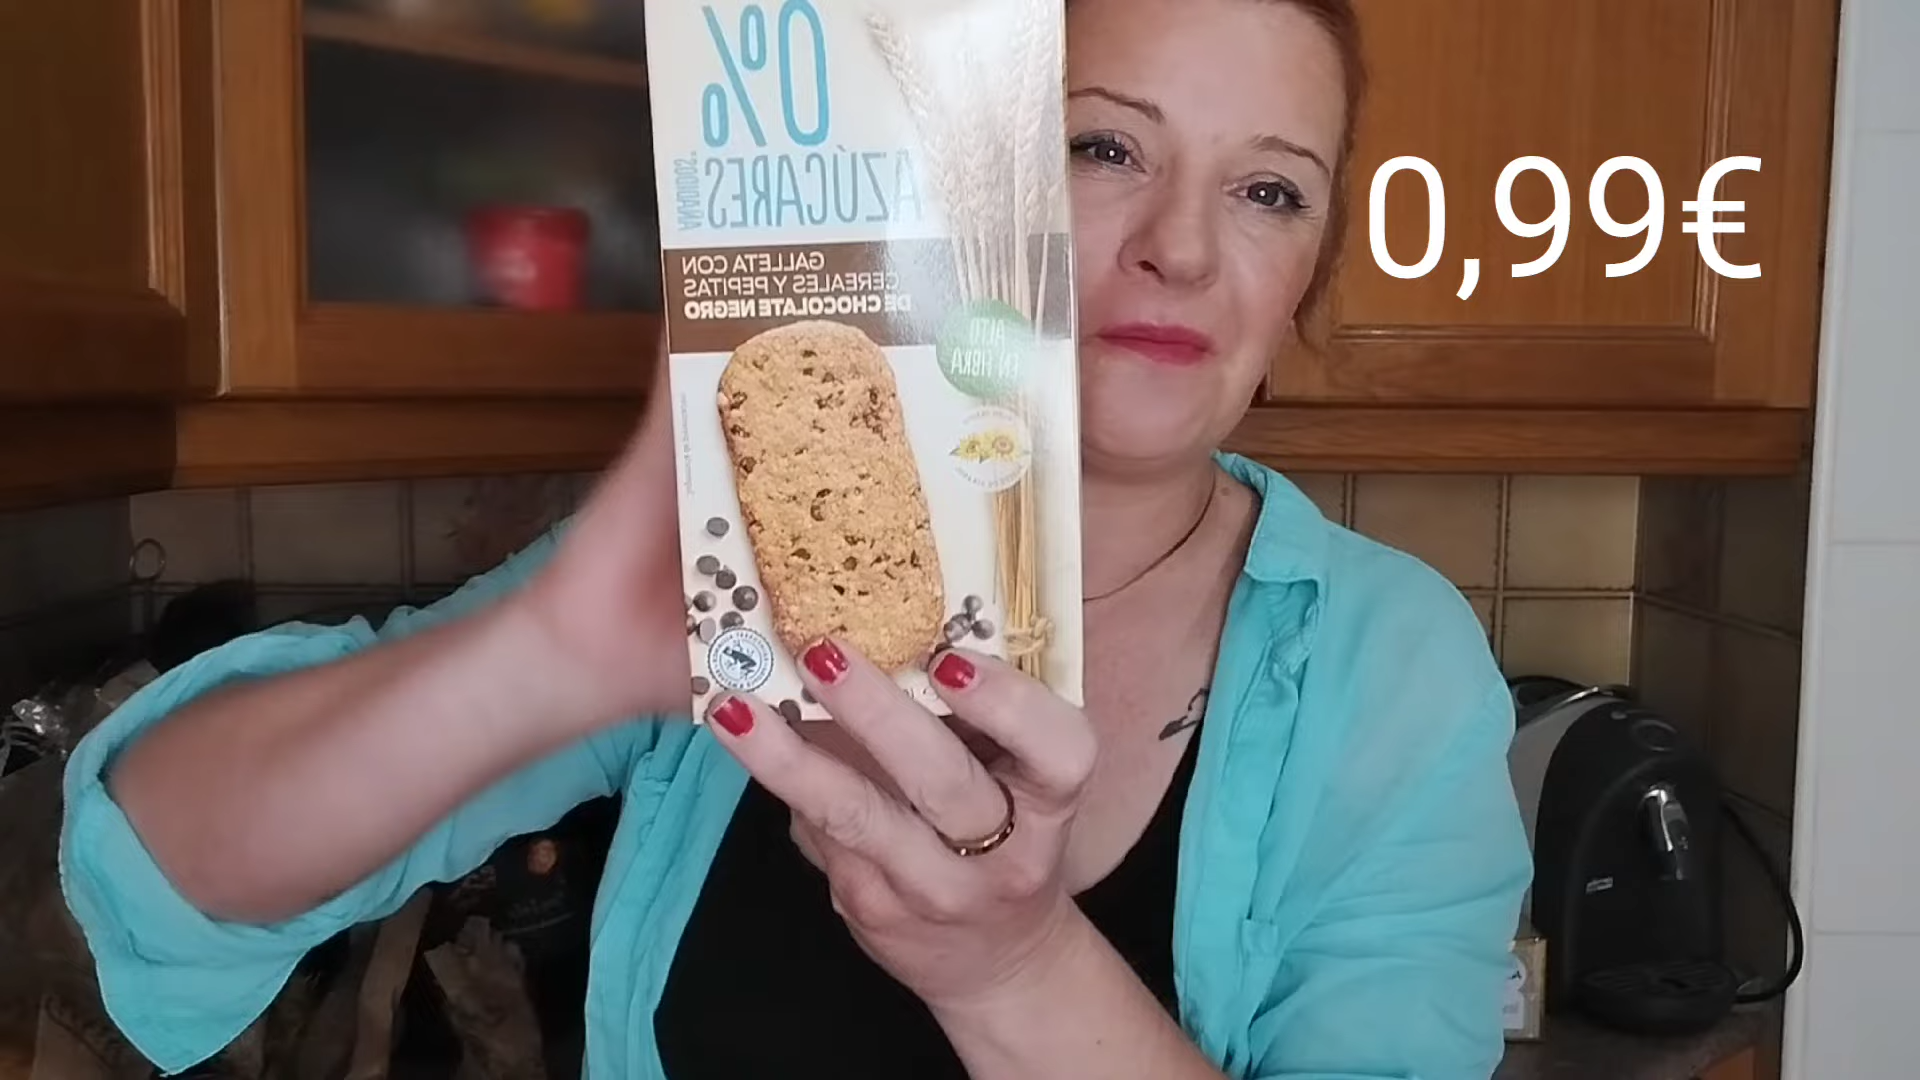 0%
AZÚCARES
AÑADIDOS*
GALLETA CON
CEREALES Y PEPITAS
DE CHOCOLATE NEGRO
ALTO
EN FIBRA
0,99€